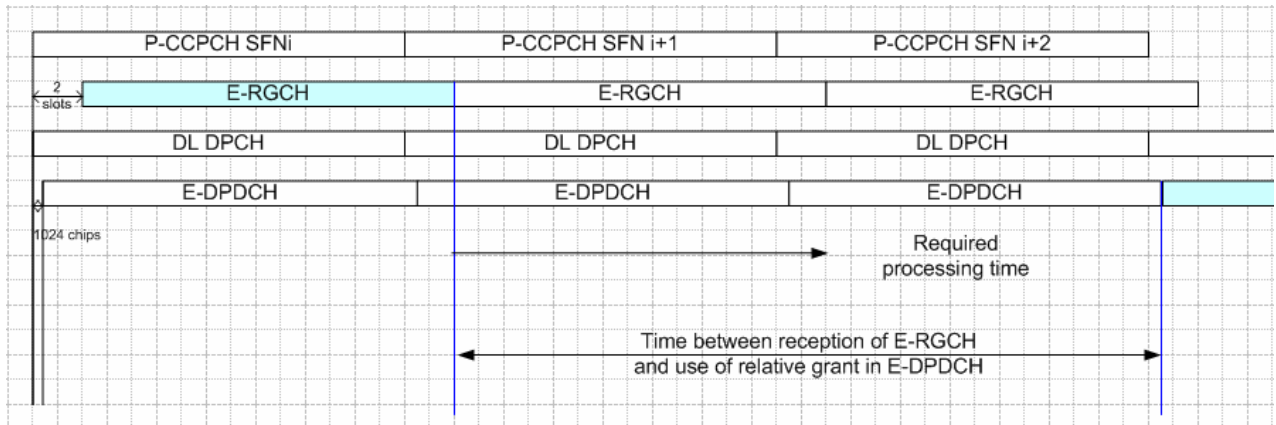 P-CCPCH SFNi P-CCPCH SFN i+1 P-CCPCH SFN i+2
2
slots
E-RGCH E-RGCH E-RGCH
DL DPCH DL DPCH DL DPCH
E-DPDCH E-DPDCH E-DPDCH
1024 chips
Required
processing time
Time between reception of E-RGCH
and use of relative grant in E-DPDCH